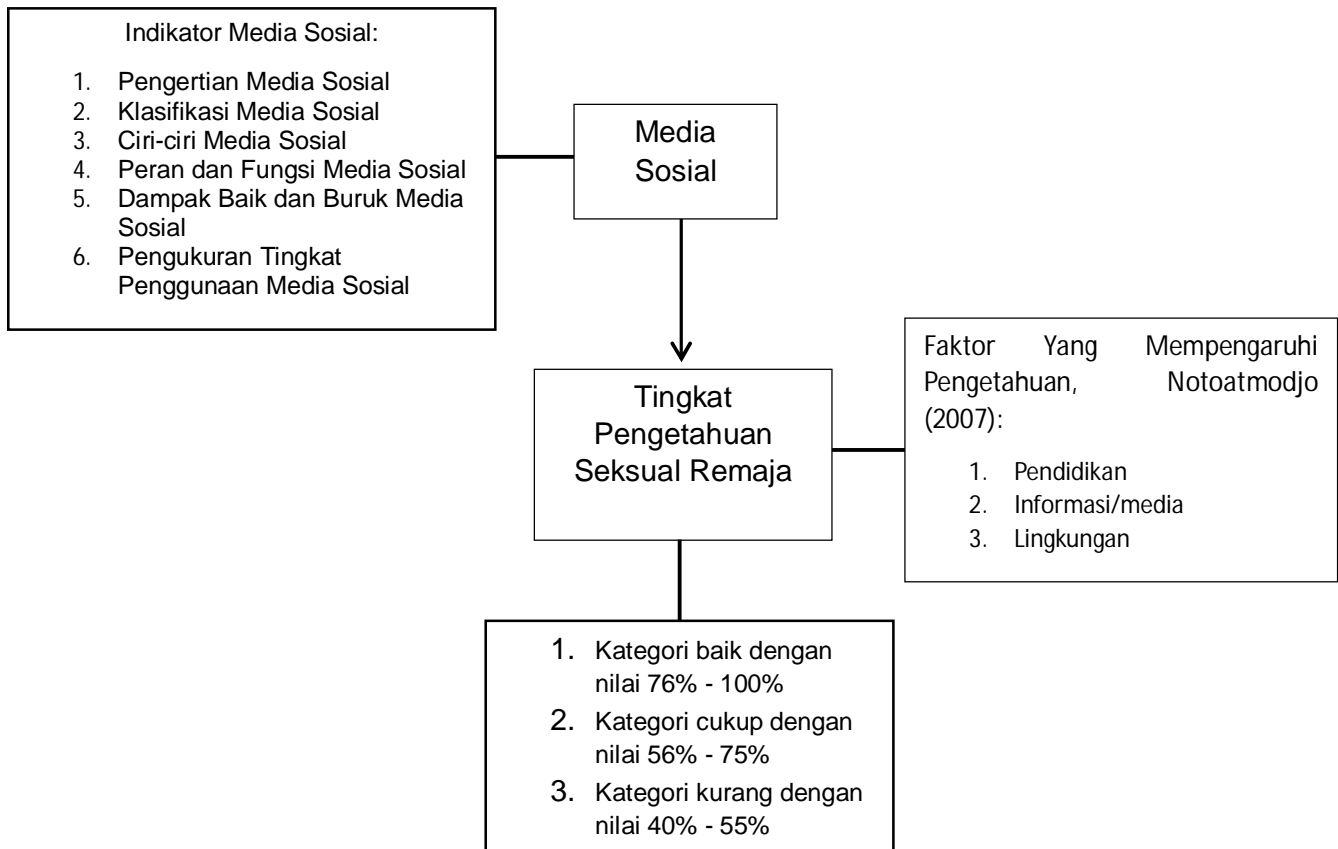 Indikator Media Sosial:
1. Pengertian Media Sosial
2. Klasifikasi Media Sosial
3. Ciri-ciri Media Sosial
4. Peran dan Fungsi Media Sosial
5. Dampak Baik dan Buruk Media
Sosial
6. Pengukuran Tingkat
Penggunaan Media Sosial
Media
Sosial
Tingkat
Pengetahuan
Seksual Remaja
Faktor Yang Mempengaruhi
Pengetahuan, Notoatmodjo
(2007):
1. Pendidikan
2. Informasi/media
3. Lingkungan
1. Kategori baik dengan
nilai 76% - 100%
2. Kategori cukup dengan
nilai 56% - 75%
3. Kategori kurang dengan
nilai 40% - 55%